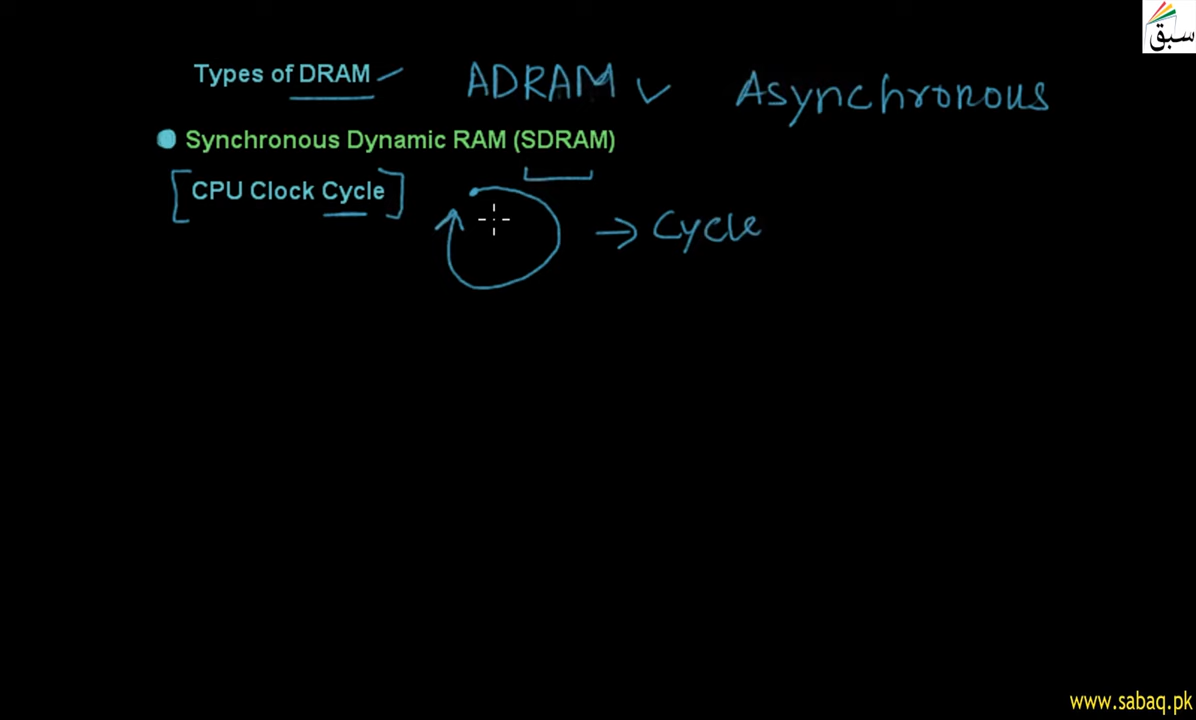 سبق
Types of DRAM ADRAM Asynchronous
Synchronous Dynamic RAM (SDRAM)
[CPU Clock Cycle] → Cycle
www.sabaq.pk